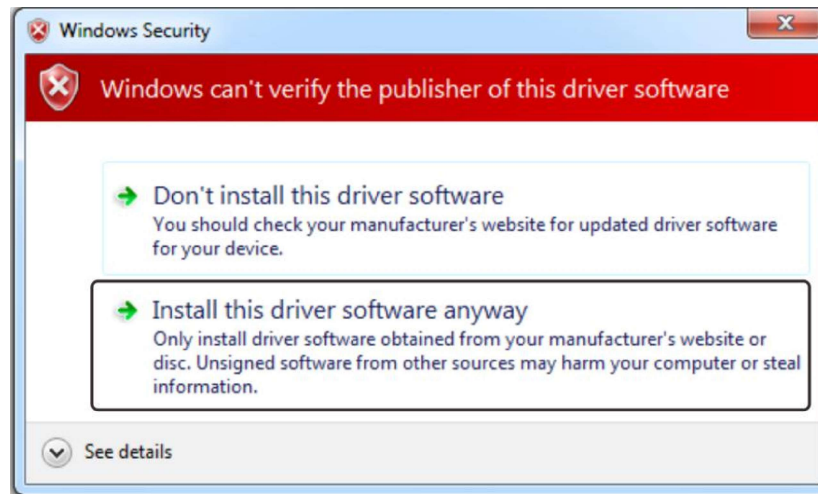 Windows Security
Windows can't verify the publisher of this driver software
Don't install this driver software
You should check your manufacturer's website for updated driver software
for your device.
Install this driver software anyway
Only install driver software obtained from your manufacturer's website or
disc. Unsigned software from other sources may harm your computer or steal
information.
See details